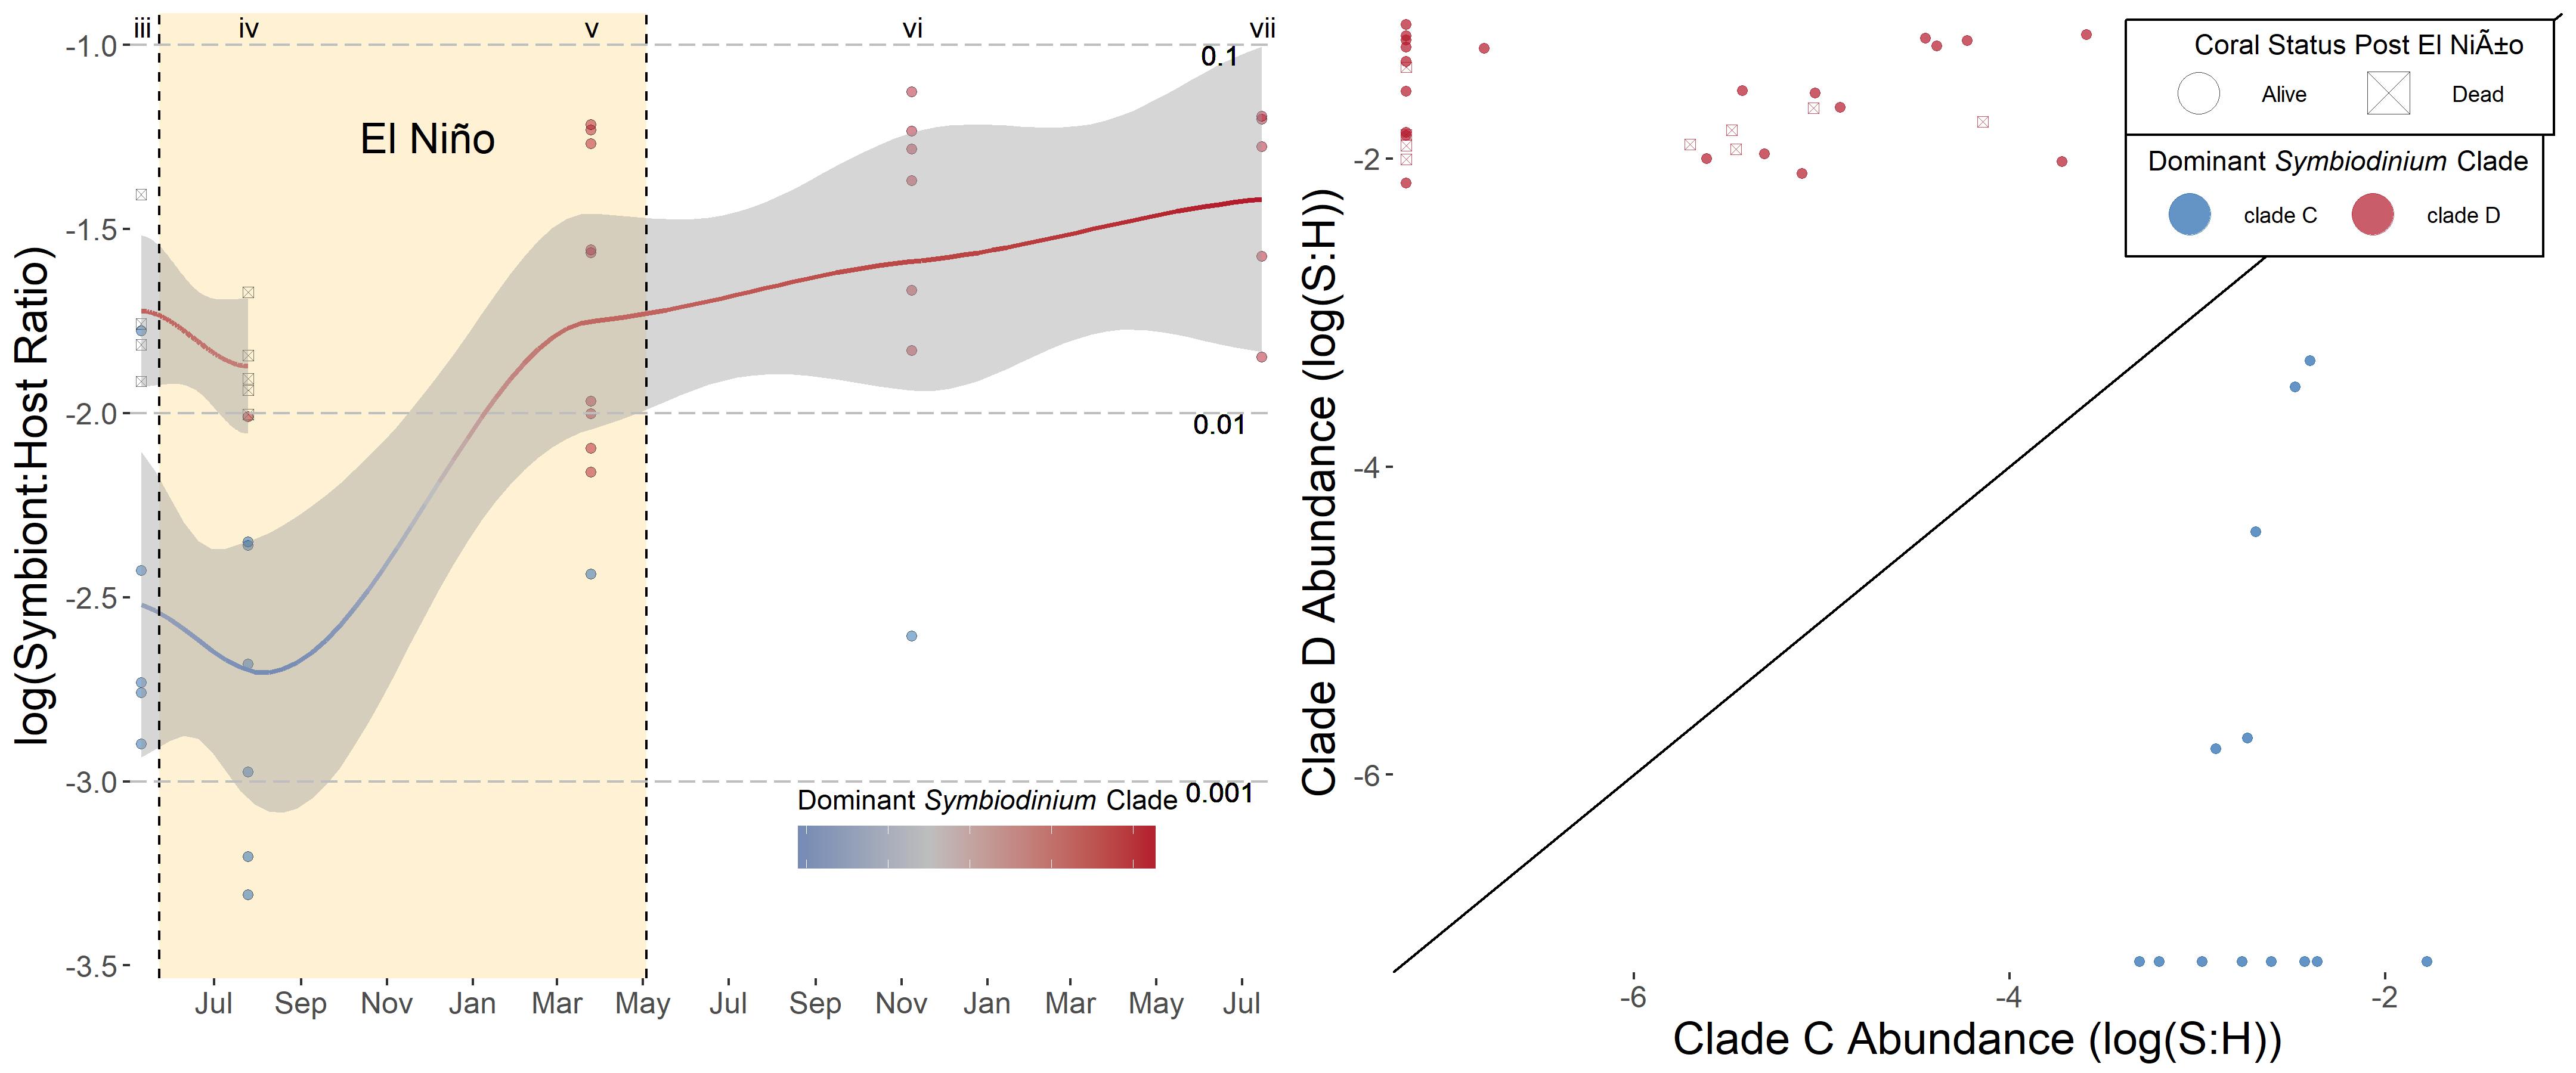 iii iv v vi vii
-1.0
0.1
El Niño
-1.5
-2.0
0.01
-2.5
-3.0
0.001
Dominant Symbiodinium Clade
-3.5
Jul Sep Nov Jan Mar May Jul Sep Nov Jan Mar May Jul
log(Symbiont:Host Ratio)
Coral Status Post El NiÃ±o
Alive Dead
Dominant Symbiodinium Clade
clade C clade D
-2
-4
-6
-6 -4 -2
Clade D Abundance (log(S:H))
Clade C Abundance (log(S:H))